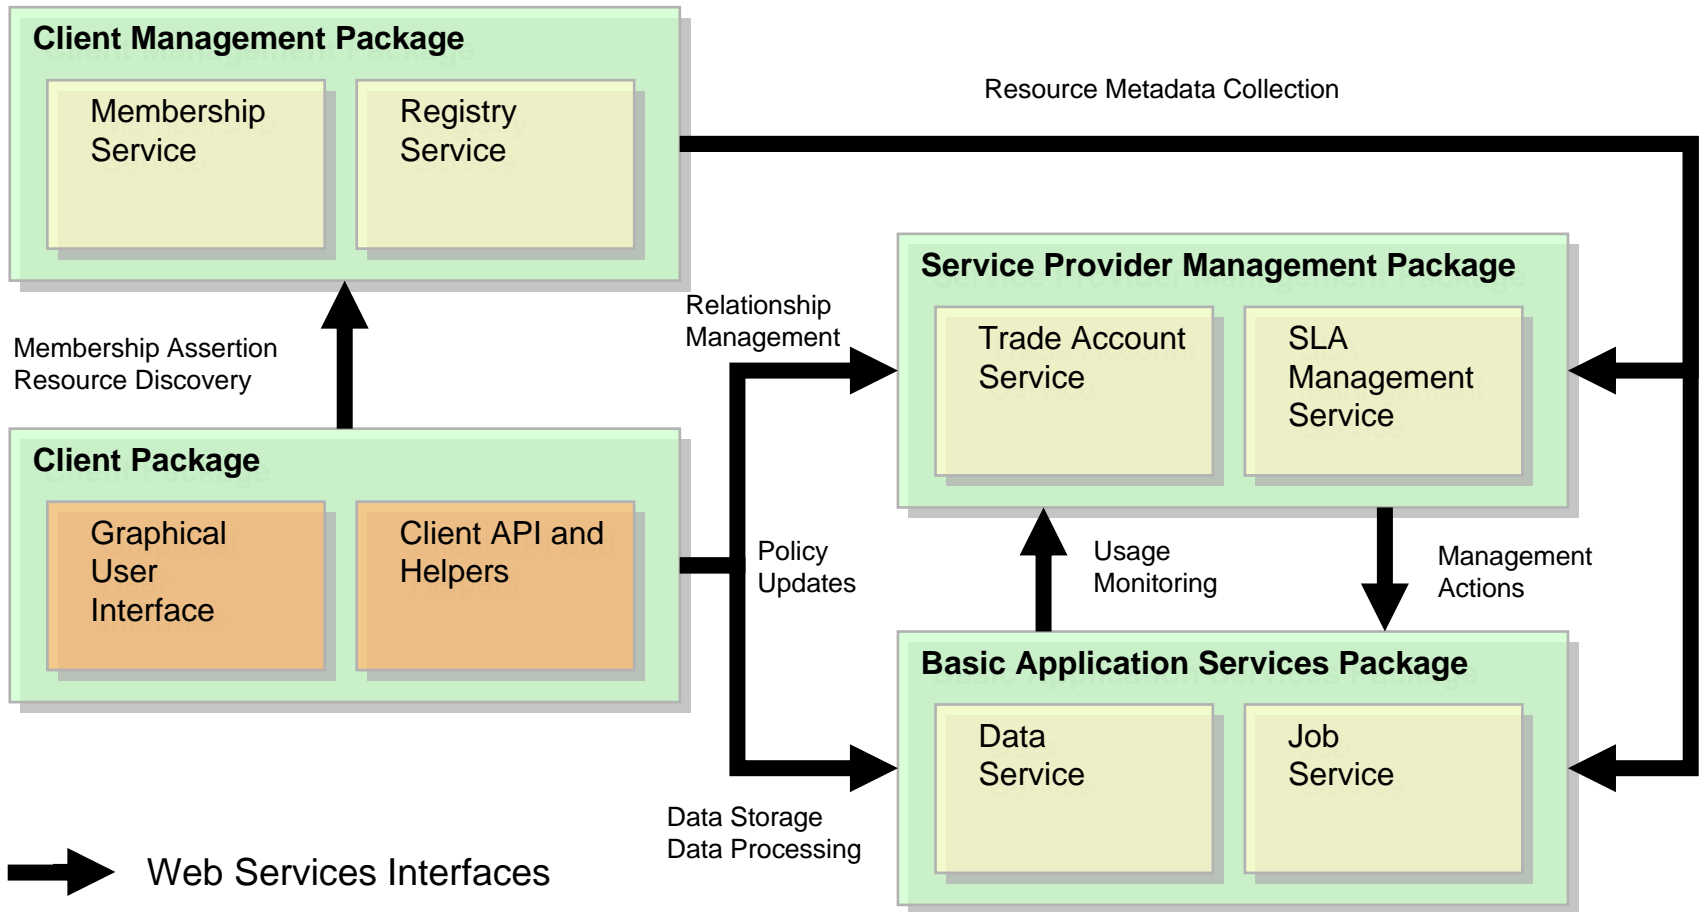 Client Management Package
Membership
Service
Registry
Service
Resource Metadata Collection
Service Provider Management Package
Trade Account
Service
SLA
Management
Service
Relationship
Management
Membership Assertion
Resource Discovery
Client Package
Graphical
User
Interface
Client API and
Helpers
Policy
Updates
Usage
Monitoring
Management
Actions
Basic Application Services Package
Data
Service
Job
Service
Data Storage
Data Processing
Web Services Interfaces